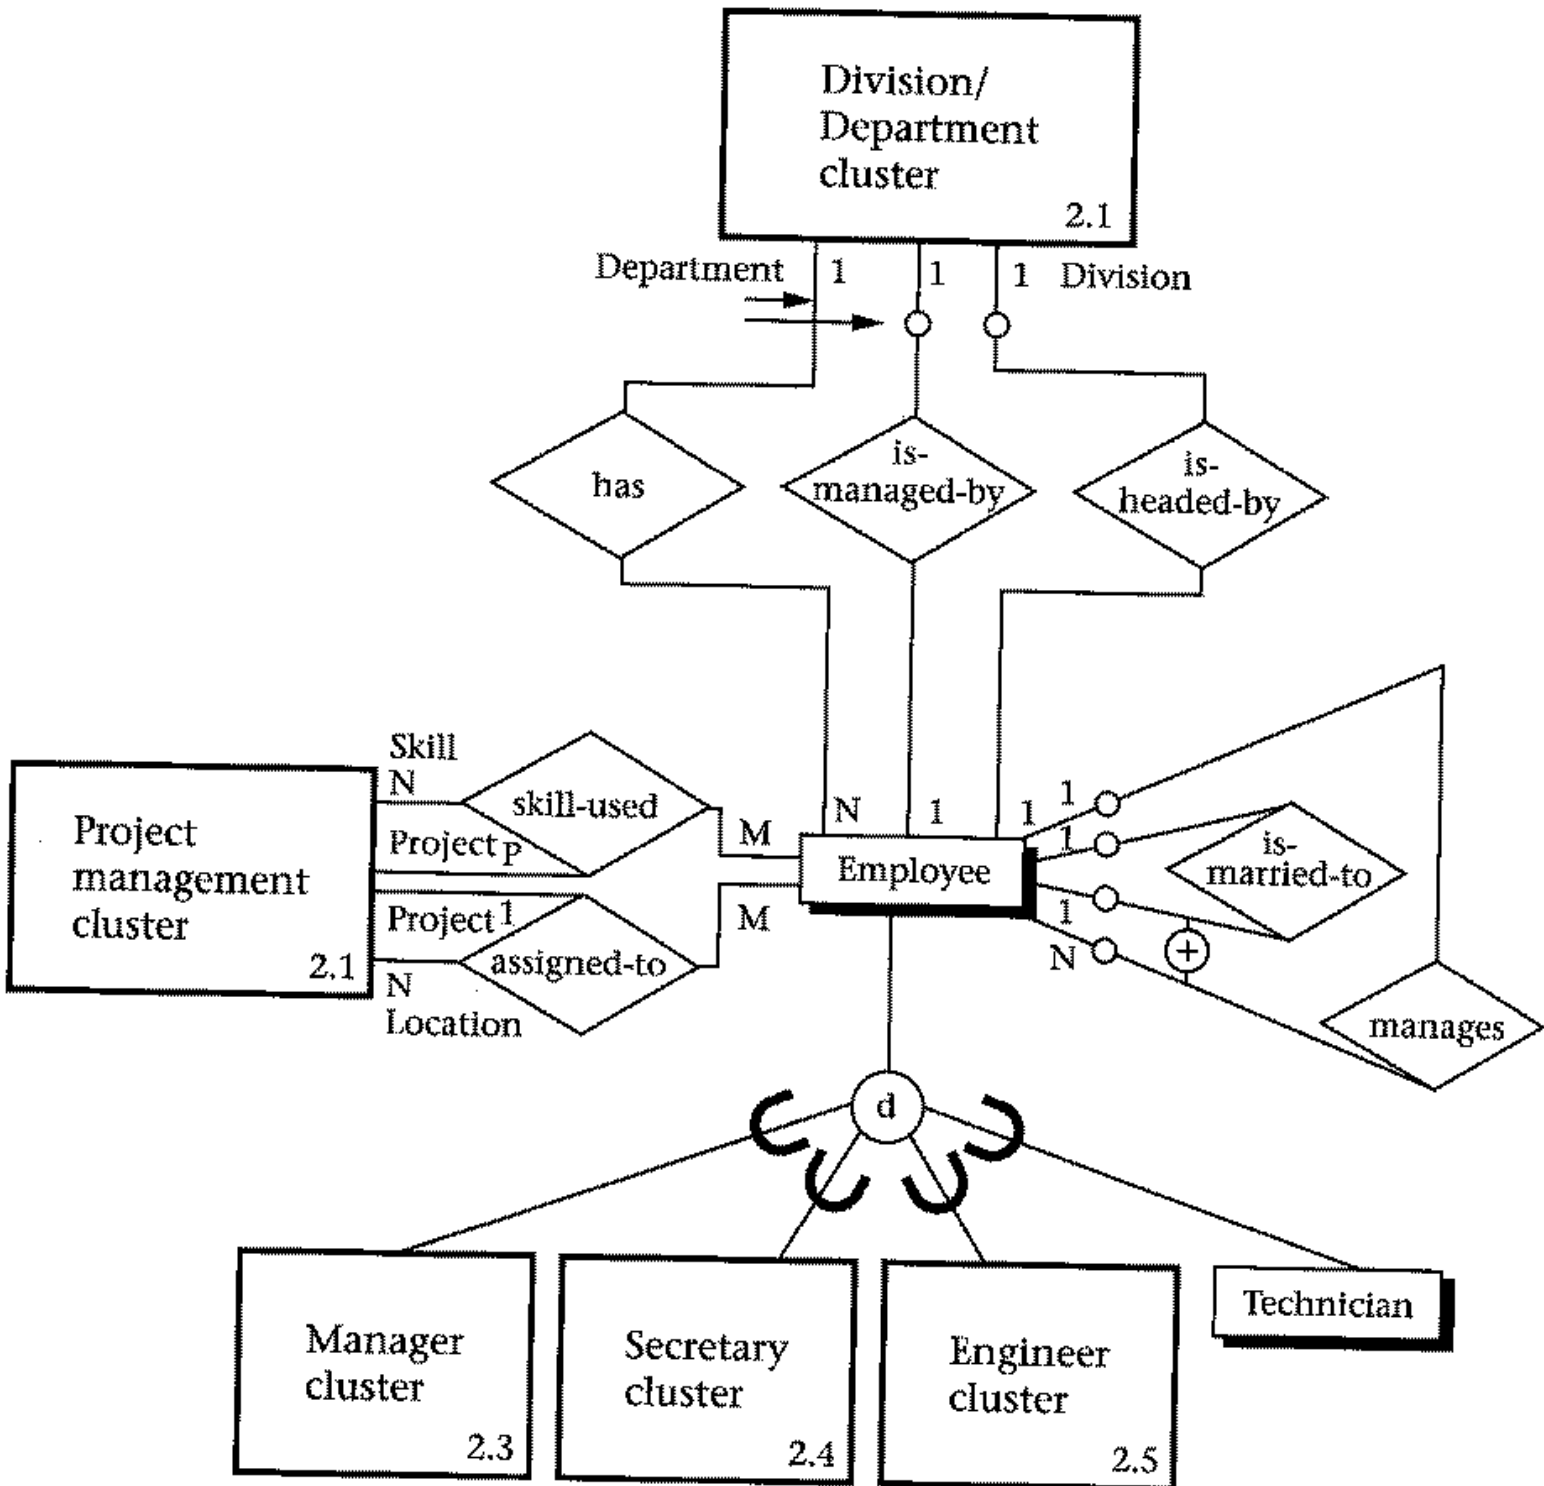 Division/
Department
cluster
2.1
Department
1
1
1
Division
has
is-
managed-by
is-
headed-by
Skill
N
skill-used
Project P
M
N
1
1
1
1
Project
management
cluster
2.1
Employee
is-
married-to
Project 1
M
1
N
+
assigned-to
N
Location
manages
d
Manager
cluster
2.3
Secretary
cluster
2.4
Engineer
cluster
2.5
Technician